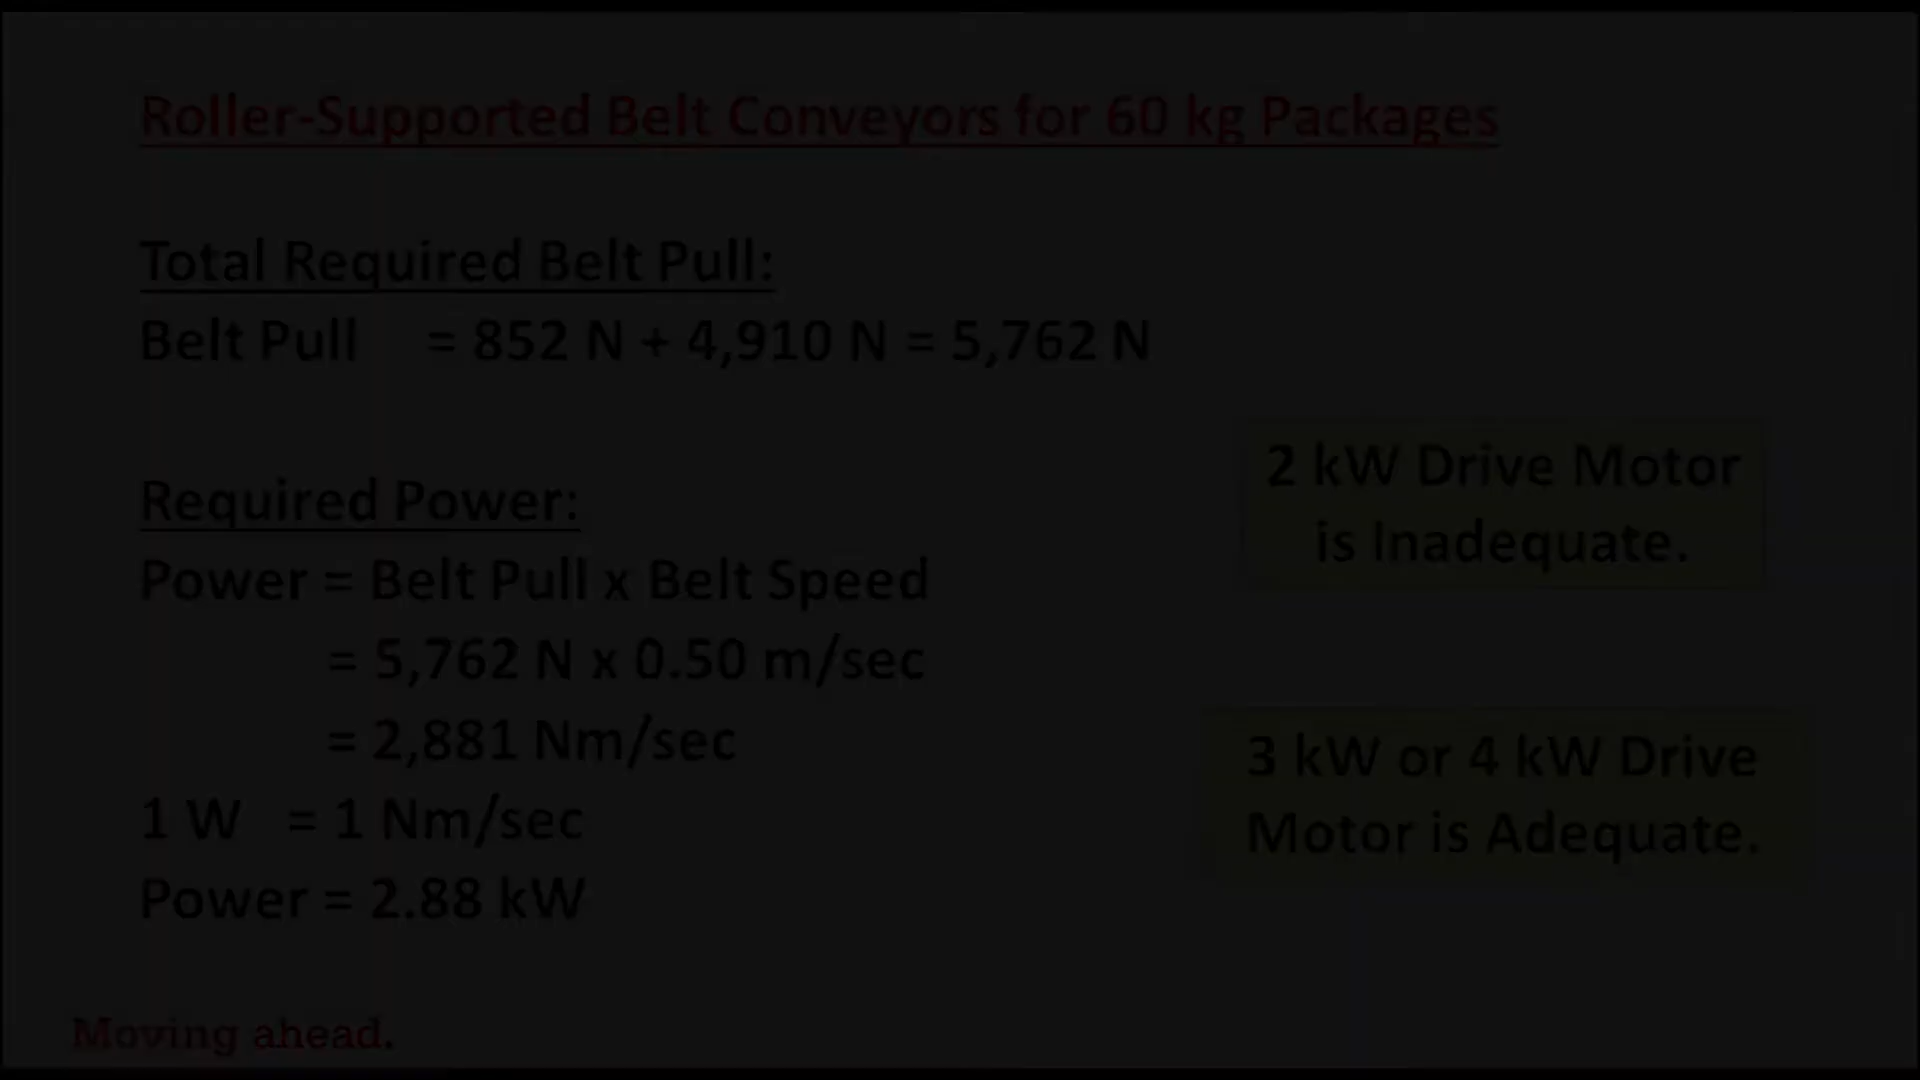 Roller-Supported Belt Conveyors for 60 kg Packages
Total Required Belt Pull:
Belt Pull = 852 N + 4,910 N = 5,762 N
Required Power:
Power = Belt Pull x Belt Speed
= 5,762 N x 0.50 m/sec
= 2,881 Nm/sec
1 W = 1 Nm/sec
Power = 2.88 kW
2 kW Drive Motor
is Inadequate.
3 kW or 4 kW Drive
Motor is Adequate.
Moving ahead.